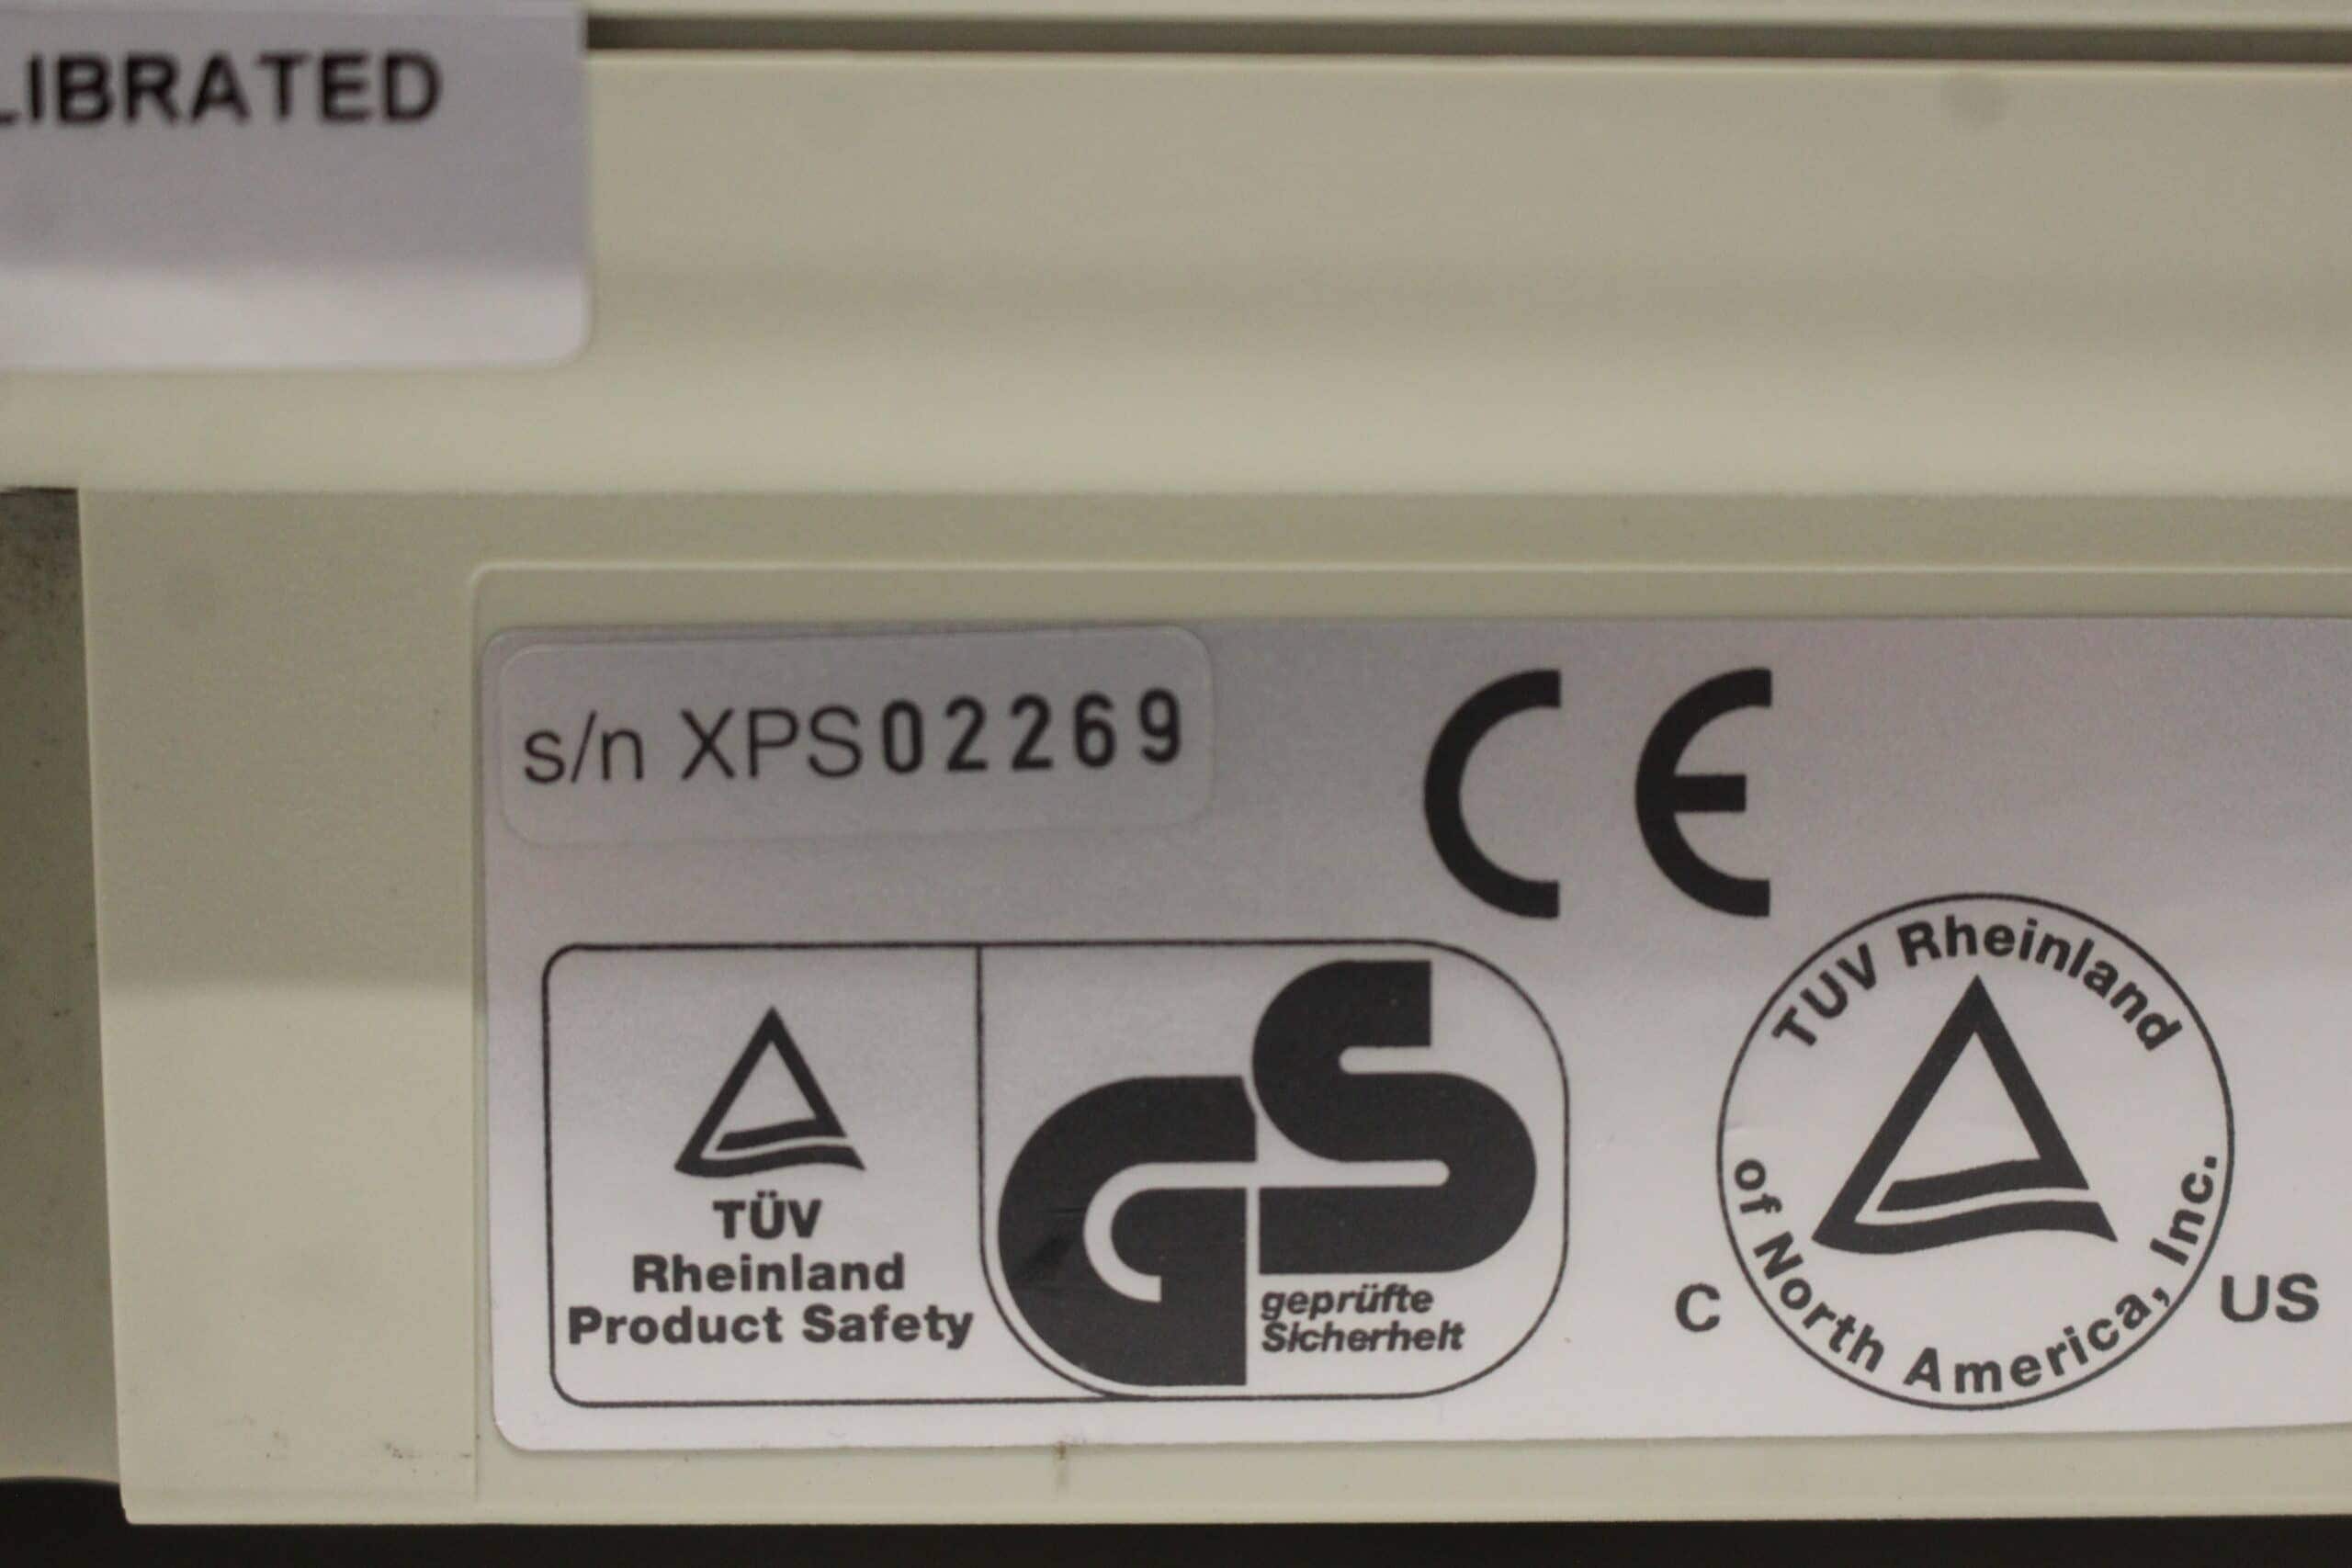 LIBRATED
s/n XPS02269
CE
TÜV
Rheinland
Product Safety
GS
geprüfte
Sicherheit
TUV Rheinland
of North America, Inc.
C
US